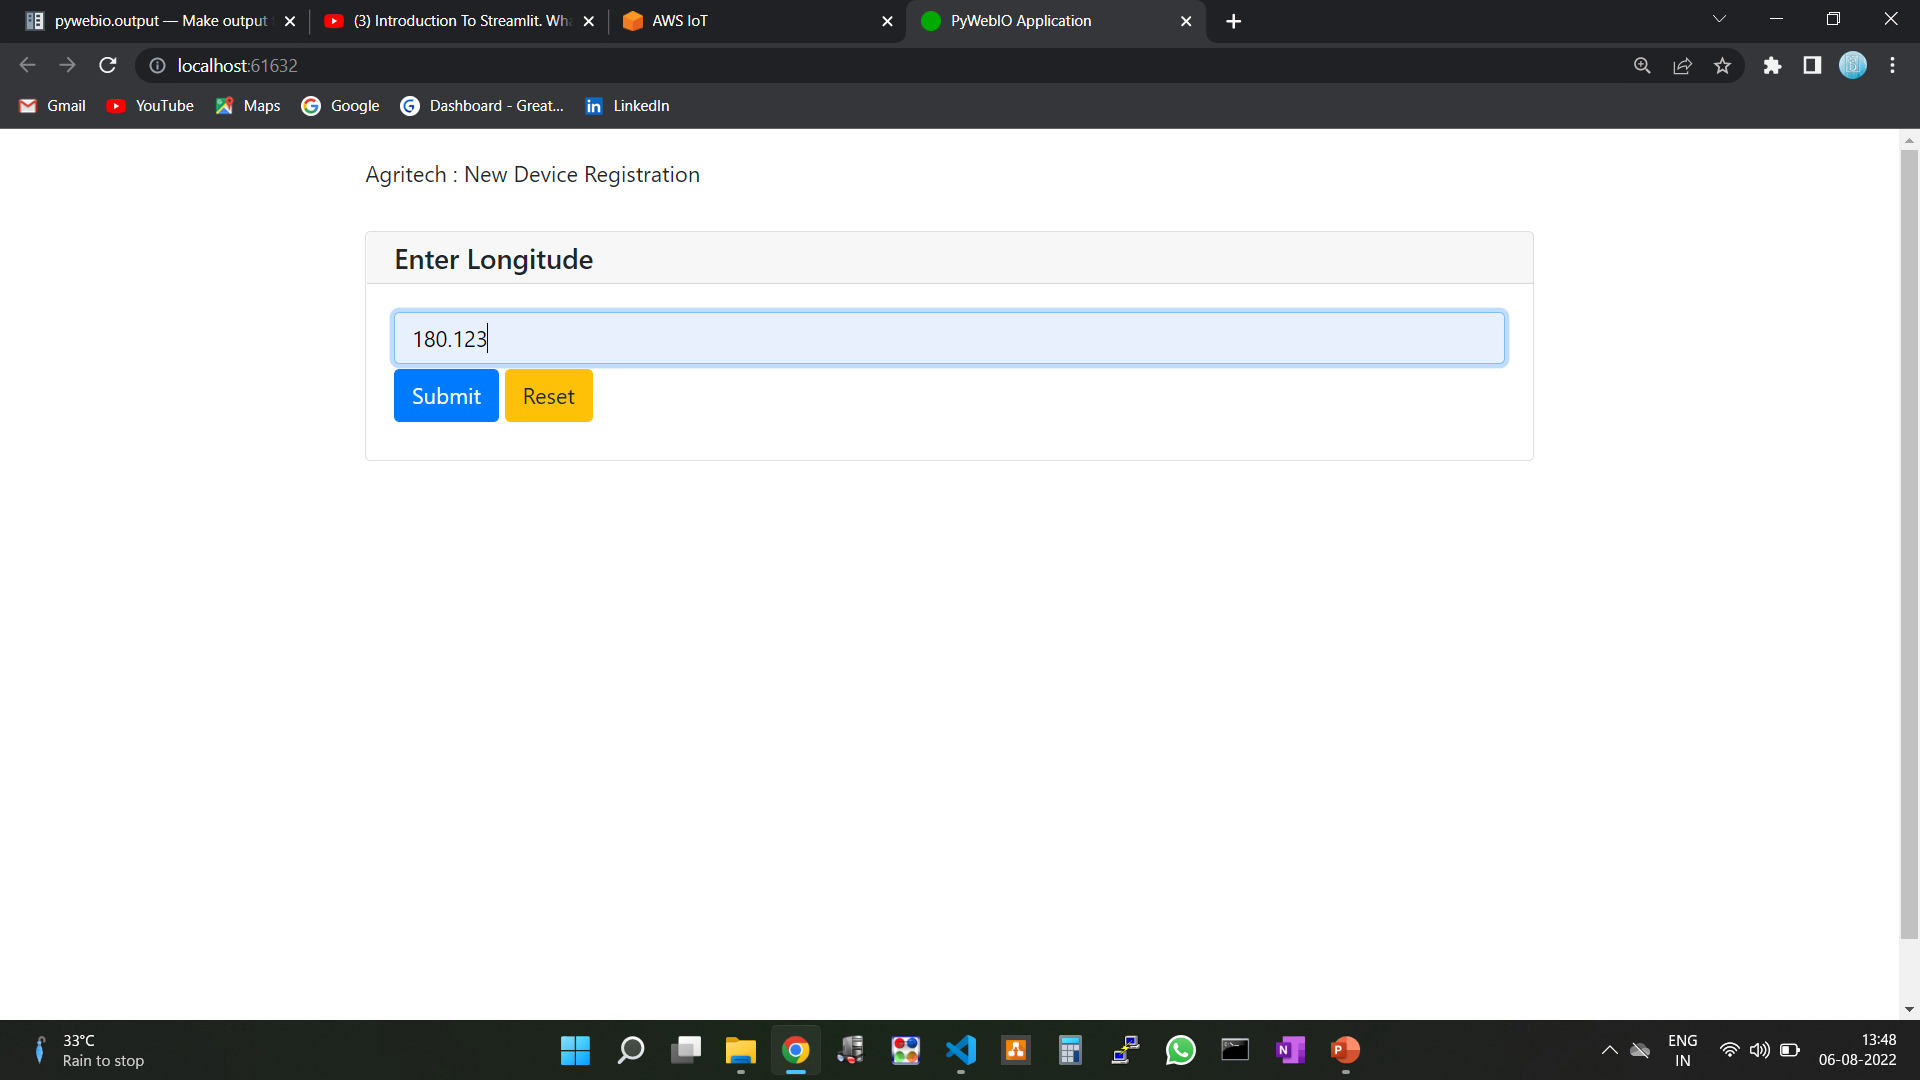 pywebio.output — Make output
(3) Introduction To Streamlit. Wha
AWS IoT
PyWebIO Application
localhost:61632
Gmail
YouTube
Maps
Google
Dashboard - Great...
LinkedIn
Agritech : New Device Registration
Enter Longitude
180.123
Submit
Reset
33°C
Rain to stop
ENG
IN
13:48
06-08-2022